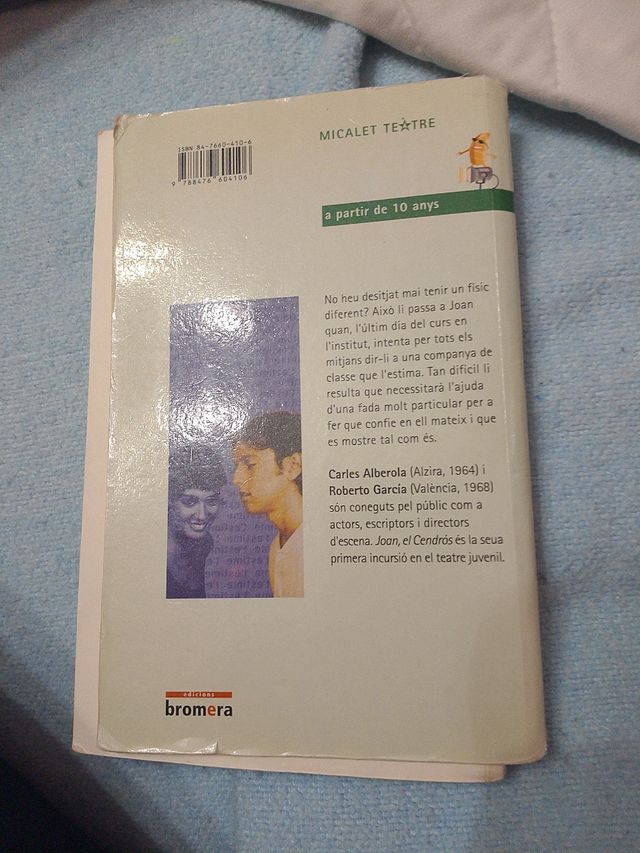 ISBN 84-7660-410-6
9 788476 604106
MICALET TE☆TRE
a partir de 10 anys
No heu desitjat mai tenir un físic
diferent? Això li passa a Joan
quan, l'últim dia del curs en
l'institut, intenta per tots els
mitjans dir-li a una companya de
classe que l'estima. Tan difícil li
resulta que necessitarà l'ajuda
d'una fada molt particular per a
fer que confie en ell mateix i que
es mostre tal com és.
Carles Alberola (Alzira, 1964) i
Roberto García (València, 1968)
són coneguts pel públic com a
actors, escriptors i directors
d'escena. Joan, el Cendrós és la seua
primera incursió en el teatre juvenil.
edicions
bromera